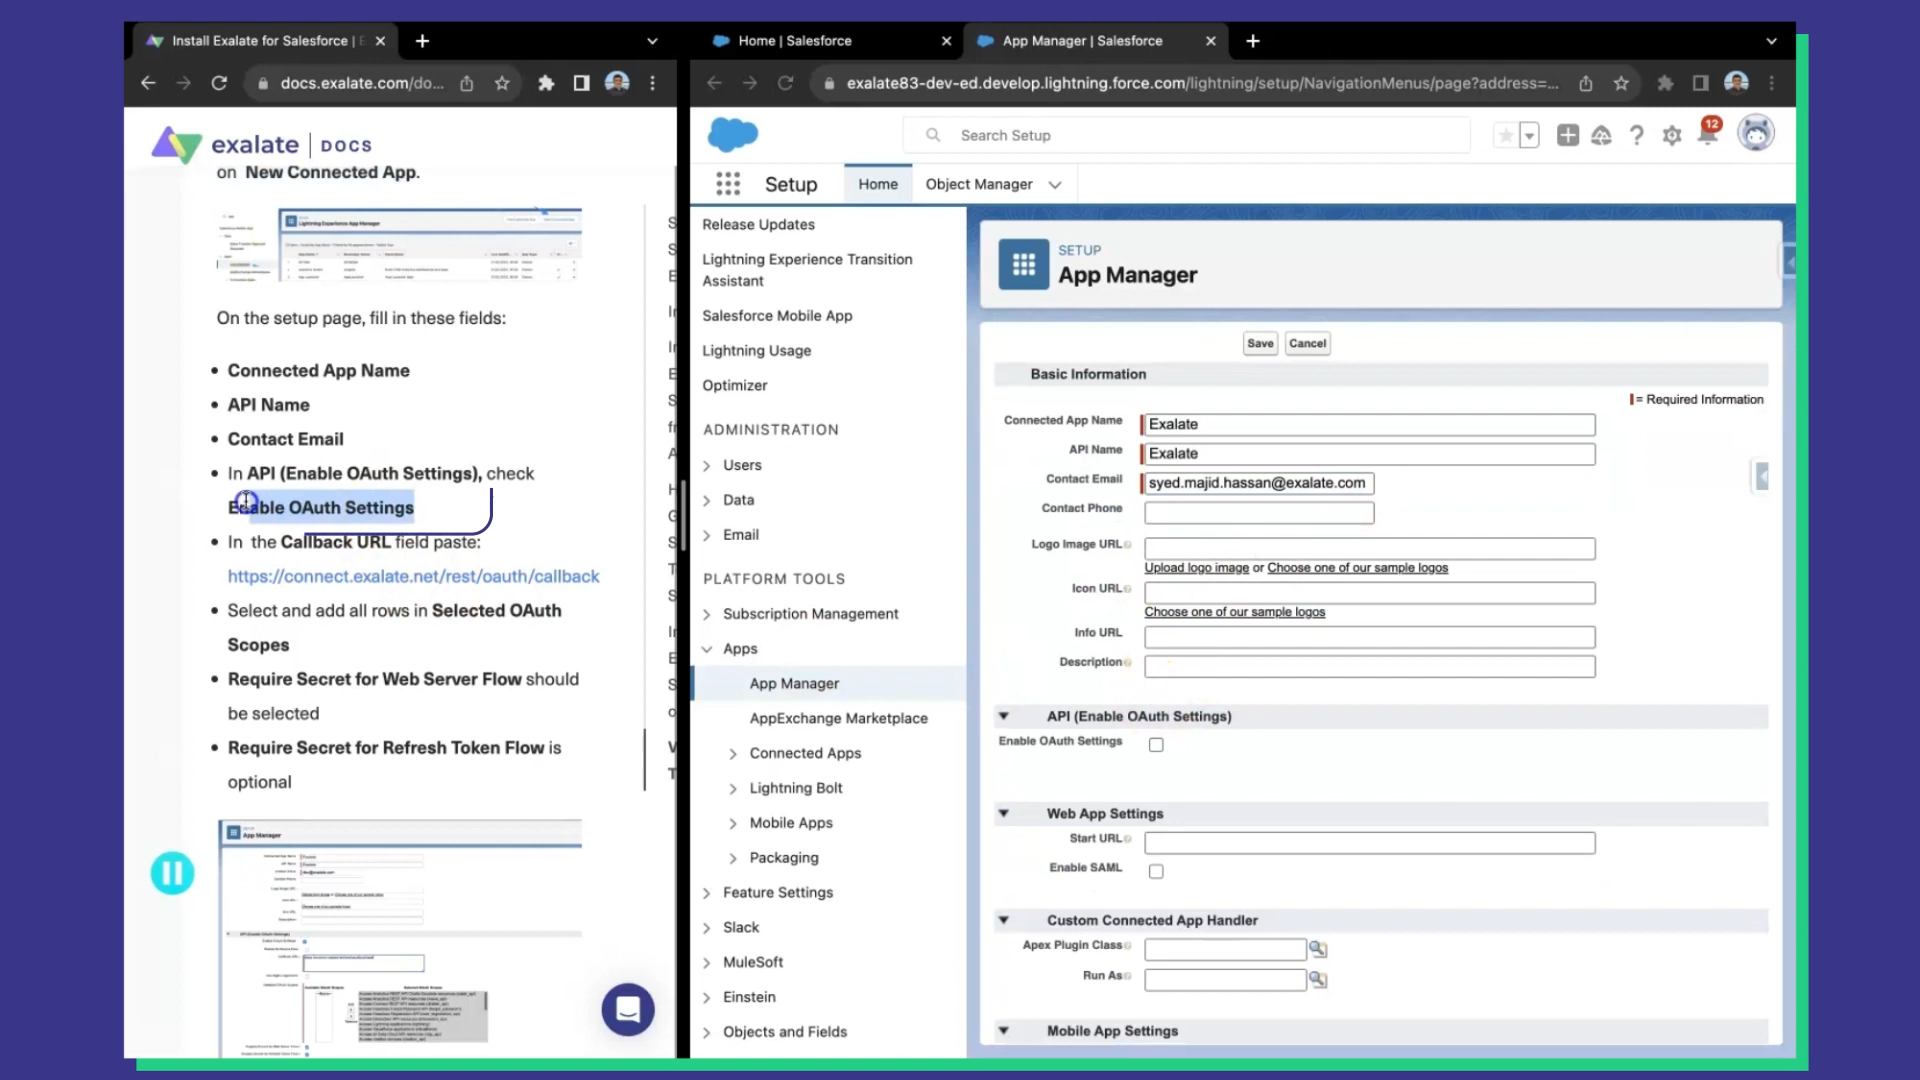 Install Exalate for Salesforce | E
docs.exalate.com/do...
exalate | DOCS
on New Connected App.
Lightning Experience App Manager
On the setup page, fill in these fields:
• Connected App Name
• API Name
• Contact Email
• In API (Enable OAuth Settings), check
Enable OAuth Settings
• In the Callback URL field paste:
https://connect.exalate.net/rest/oauth/callback
• Select and add all rows in Selected OAuth
Scopes
• Require Secret for Web Server Flow should
be selected
• Require Secret for Refresh Token Flow is
optional
App Manager
Home | Salesforce
App Manager | Salesforce
exalate83-dev-ed.develop.lightning.force.com/lightning/setup/NavigationMenus/page?address=...
Search Setup
12
Setup
Home
Object Manager
Release Updates
Lightning Experience Transition
Assistant
Salesforce Mobile App
Lightning Usage
Optimizer
ADMINISTRATION
Users
Data
Email
PLATFORM TOOLS
Subscription Management
Apps
App Manager
AppExchange Marketplace
Connected Apps
Lightning Bolt
Mobile Apps
Packaging
Feature Settings
Slack
MuleSoft
Einstein
Objects and Fields
SETUP
App Manager
Save Cancel
Basic Information
= Required Information
Connected App Name Exalate
API Name Exalate
Contact Email syed.majid.hassan@exalate.com
Contact Phone
Logo Image URL
Upload logo image or Choose one of our sample logos
Icon URL
Choose one of our sample logos
Info URL
Description
API (Enable OAuth Settings)
Enable OAuth Settings
Web App Settings
Start URL
Enable SAML
Custom Connected App Handler
Apex Plugin Class
Run As
Mobile App Settings